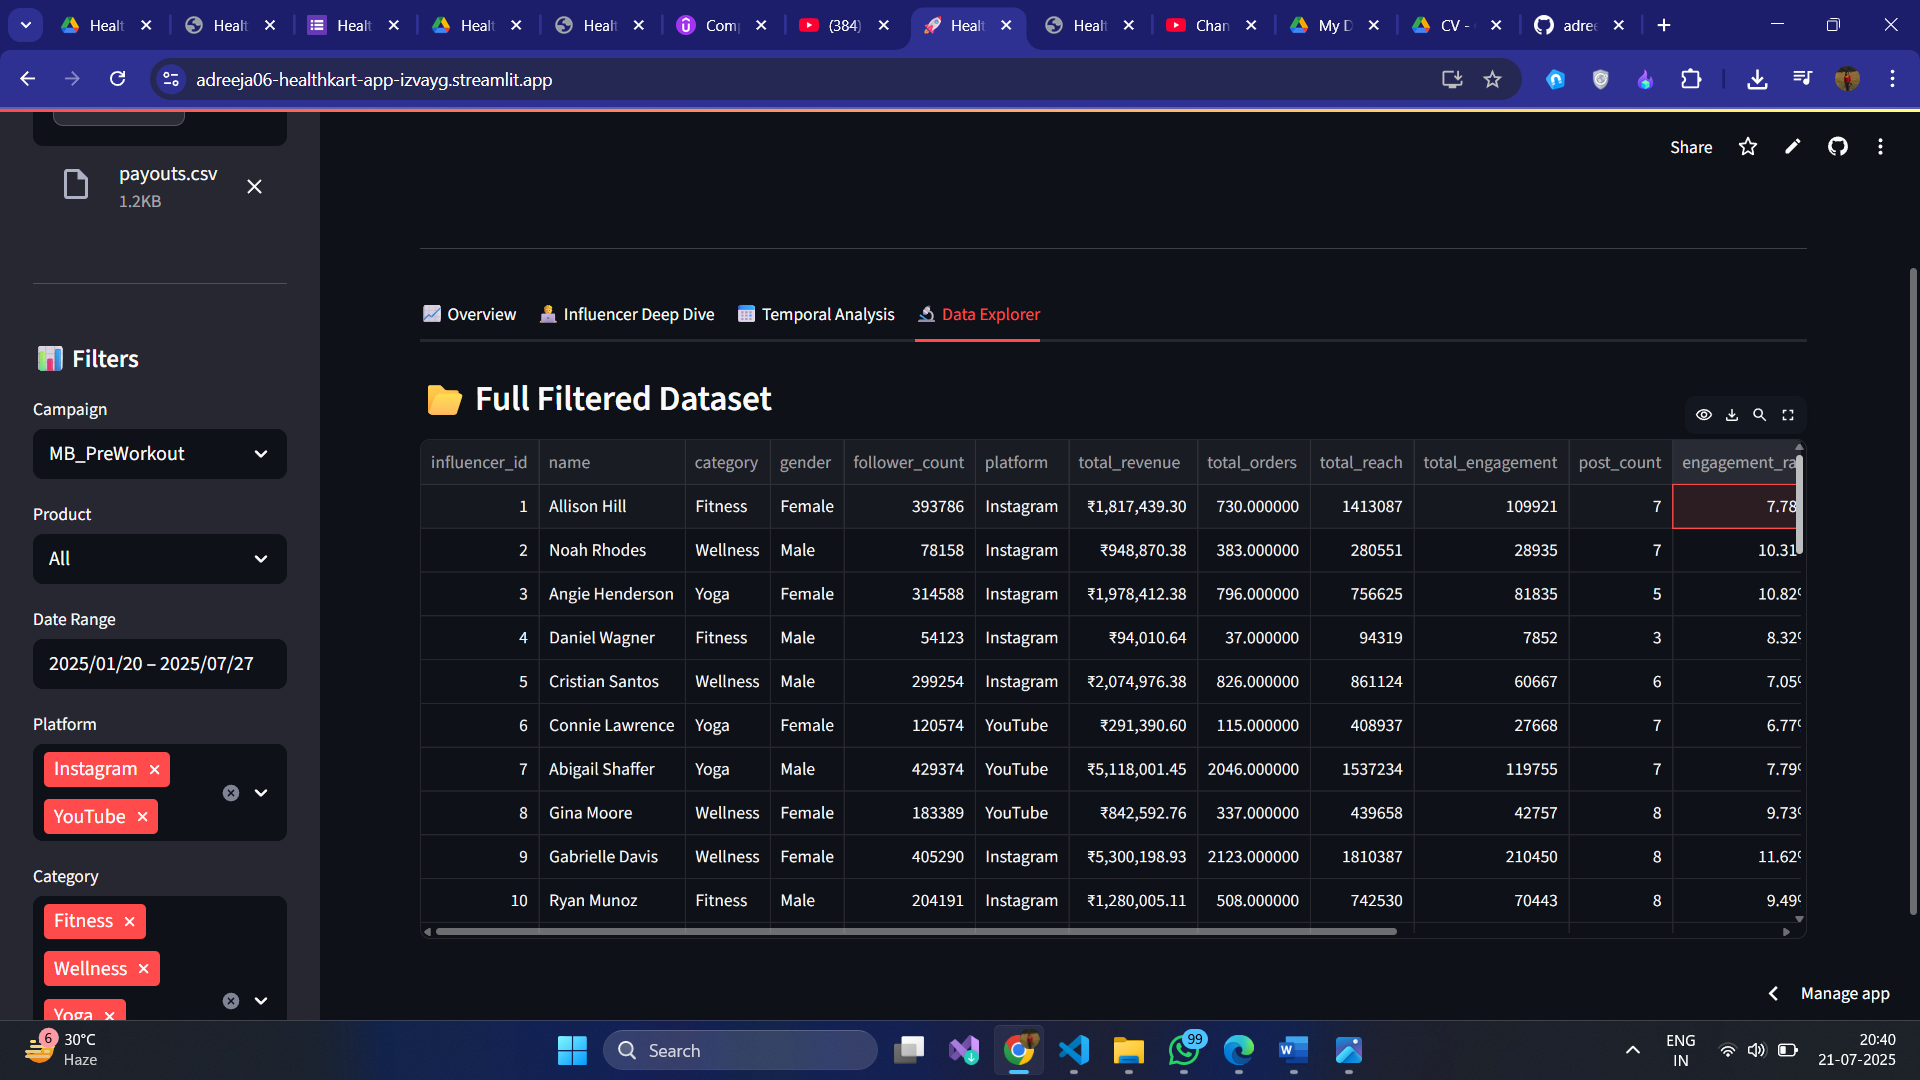 Healt
Healt
Healt
Healt
Healt
Com
(384)
Healt
Healt
Chan
My D
CV -
adree
adreeja06-healthkart-app-izvayg.streamlit.app
Share
payouts.csv
1.2KB
Overview
Influencer Deep Dive
Temporal Analysis
Data Explorer
Filters
Campaign
MB_PreWorkout
Product
All
Date Range
2025/01/20 – 2025/07/27
Platform
Instagram
YouTube
Category
Fitness
Wellness
Yoga
Full Filtered Dataset
influencer_id name category gender follower_count platform total_revenue total_orders total_reach total_engagement post_count engagement_ra
1 Allison Hill Fitness Female 393786 Instagram ₹1,817,439.30 730.000000 1413087 109921 7 7.78
2 Noah Rhodes Wellness Male 78158 Instagram ₹948,870.38 383.000000 280551 28935 7 10.31
3 Angie Henderson Yoga Female 314588 Instagram ₹1,978,412.38 796.000000 756625 81835 5 10.82%
4 Daniel Wagner Fitness Male 54123 Instagram ₹94,010.64 37.000000 94319 7852 3 8.32%
5 Cristian Santos Wellness Male 299254 Instagram ₹2,074,976.38 826.000000 861124 60667 6 7.05%
6 Connie Lawrence Yoga Female 120574 YouTube ₹291,390.60 115.000000 408937 27668 7 6.77%
7 Abigail Shaffer Yoga Male 429374 YouTube ₹5,118,001.45 2046.000000 1537234 119755 7 7.79%
8 Gina Moore Wellness Female 183389 YouTube ₹842,592.76 337.000000 439658 42757 8 9.73%
9 Gabrielle Davis Wellness Female 405290 Instagram ₹5,300,198.93 2123.000000 1810387 210450 8 11.62%
10 Ryan Munoz Fitness Male 204191 Instagram ₹1,280,005.11 508.000000 742530 70443 8 9.49%
Manage app
6
30°C
Haze
Search
99
ENG
IN
20:40
21-07-2025